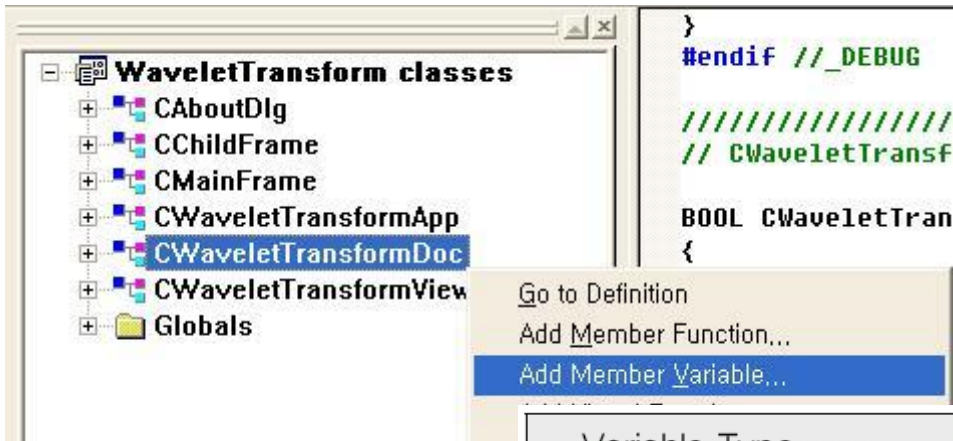 WaveletTransform classes
CAboutDlg
CChildFrame
CMainFrame
CWaveletTransformApp
CWaveletTransformDoc
CWaveletTransformView
Globals
}
#endif //_DEBUG
/////////////////
// CWaveletTransf
BOOL CWaveletTran
{
Go to Definition
Add Member Function...
Add Member Variable...
Variable Type